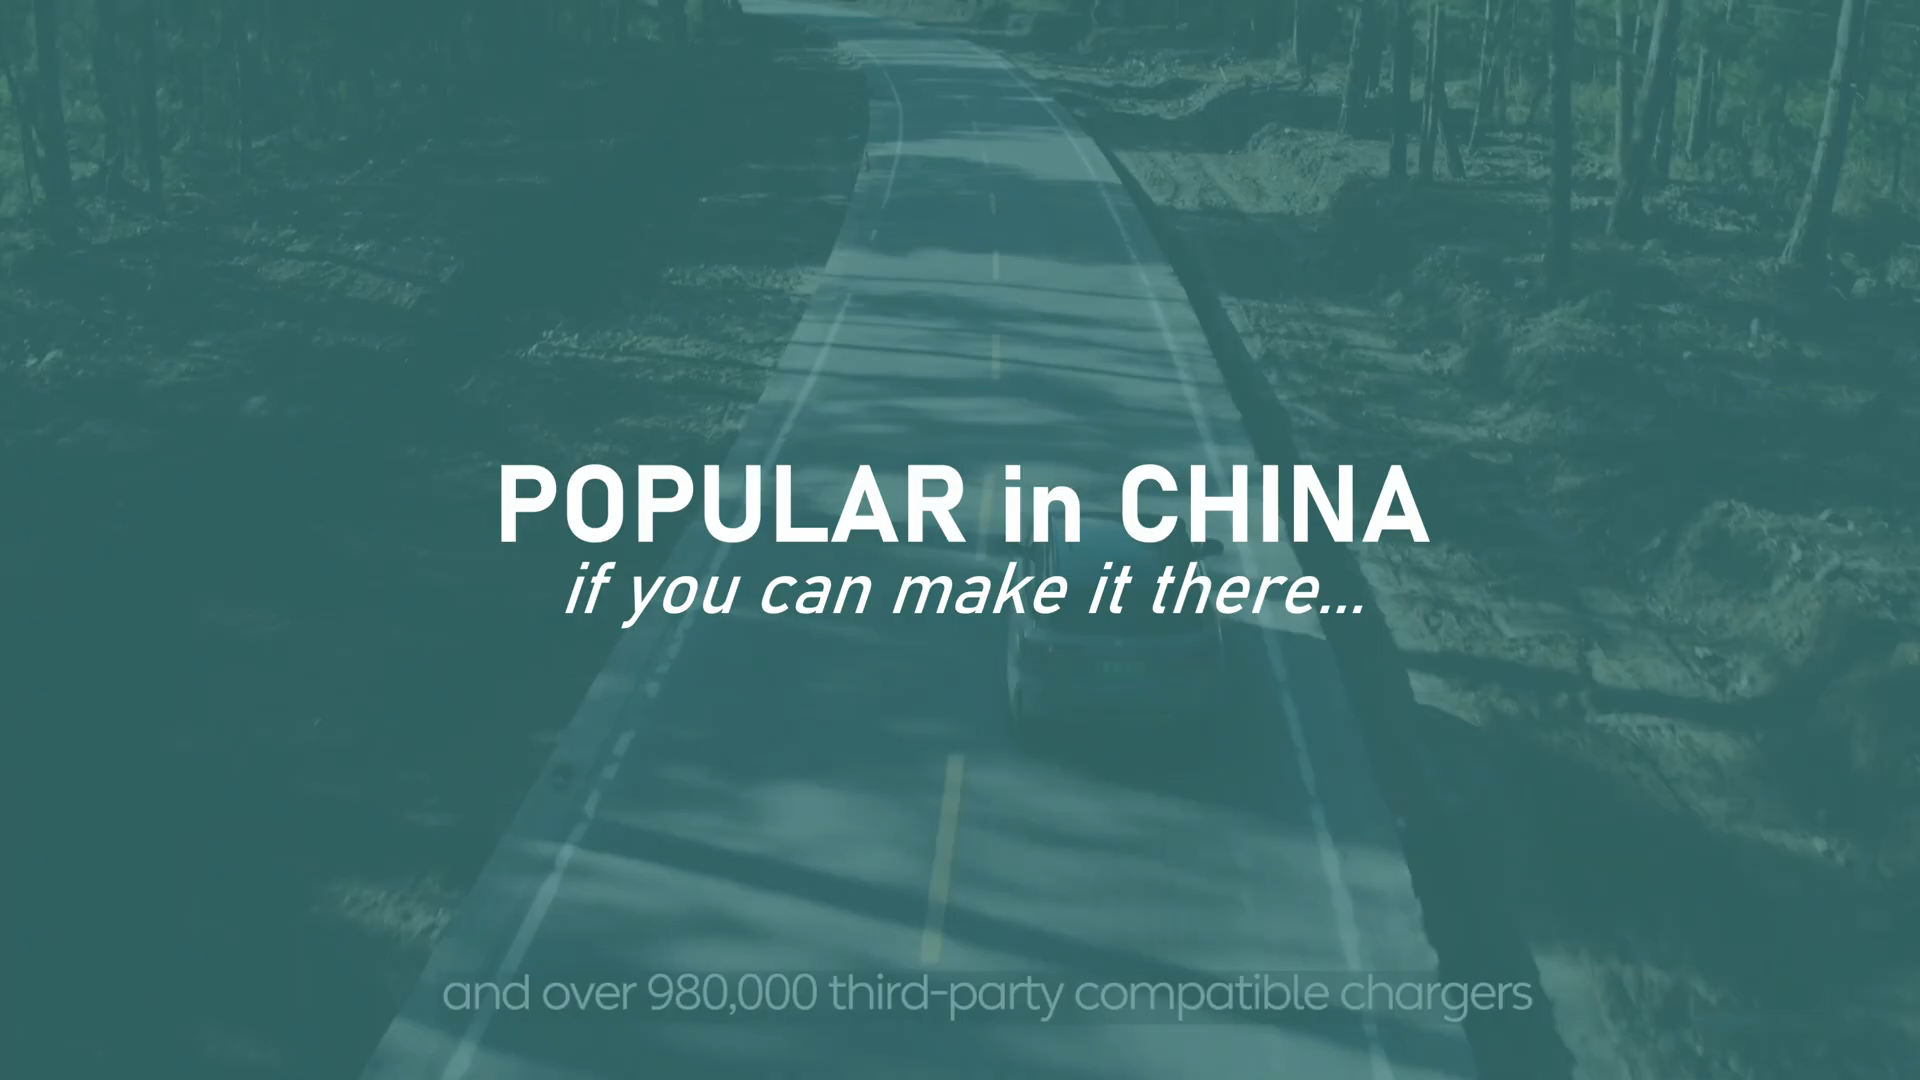 POPULAR in CHINA
if you can make it there...
and over 980,000 third-party compatible chargers